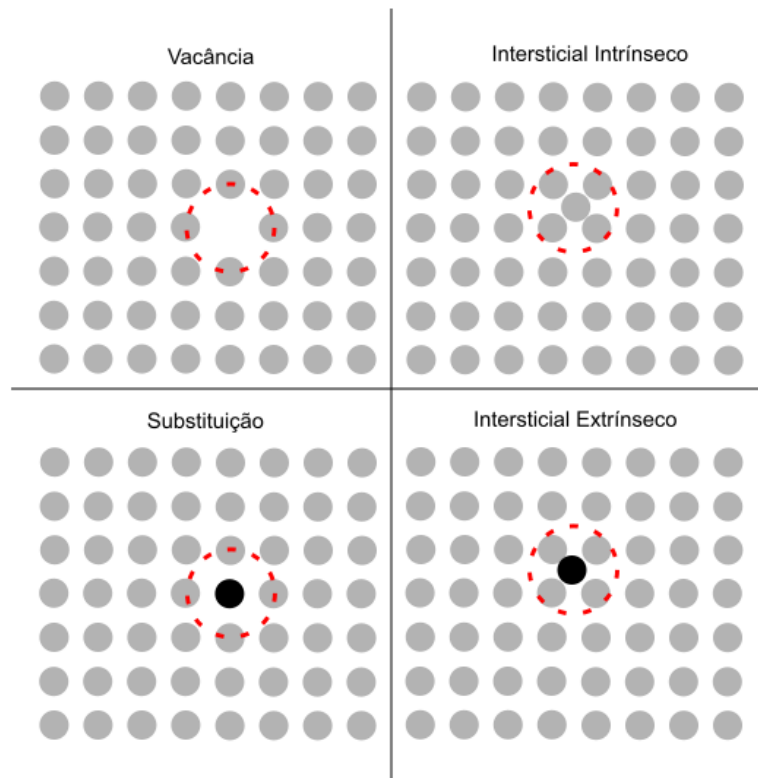 Vacância
Intersticial Intrínseco
Substituição
Intersticial Extrínseco